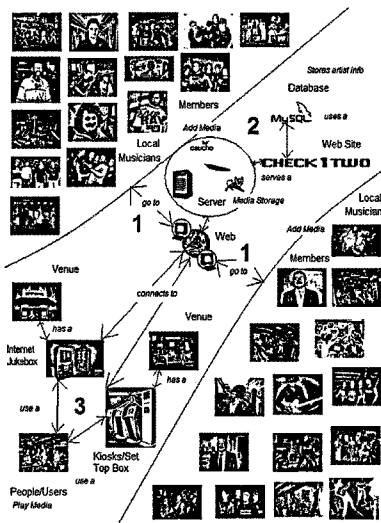 Stores artist info
Database
MySQL
uses a
2
Web Site
CHECK1TWO
serves a
Members
Local
Musicians
Add Media
caucho
Server
Media Storage
go to
1
Web
1
go to
Local
Musicians
Add Media
Members
Venue
connects to
Venue
has a
Internet
Jukebox
has a
use a
3
Kiosks/Set
Top Box
People/Users
use a
Play Media